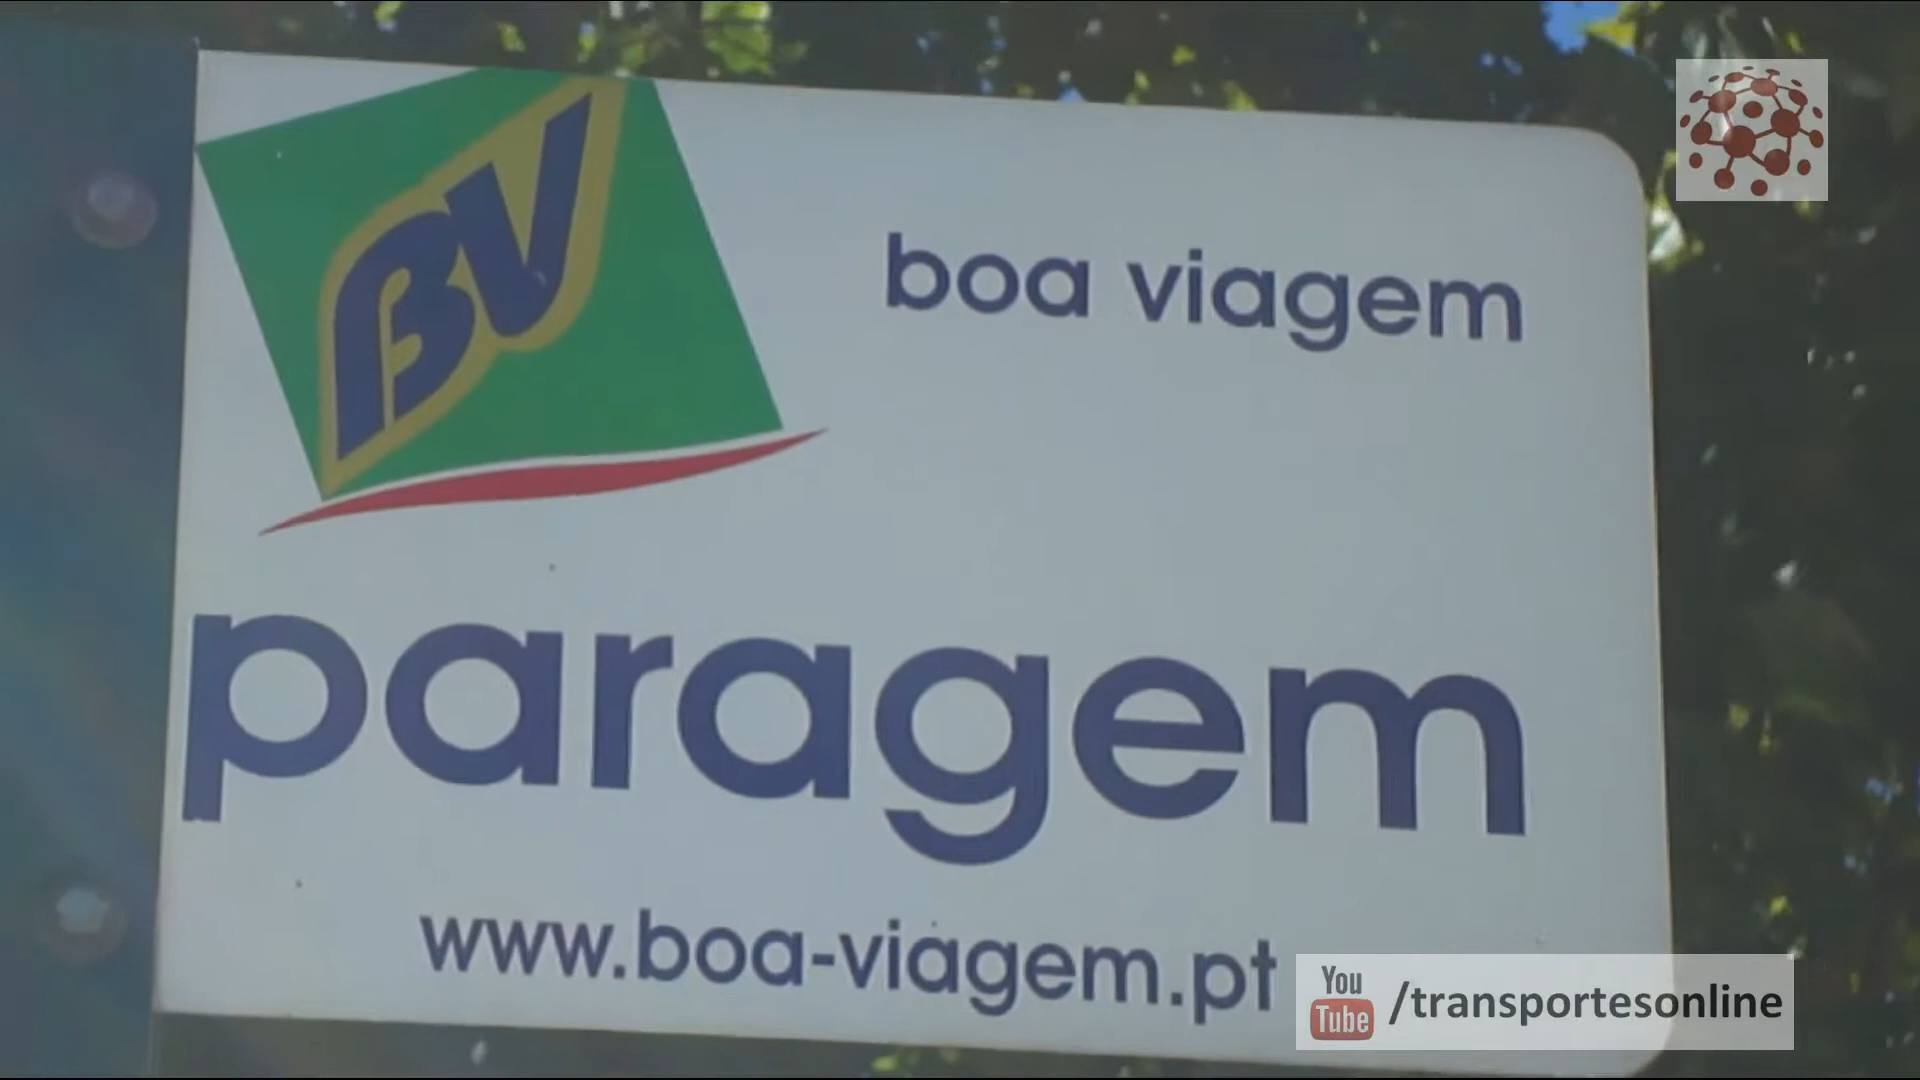 BV
boa viagem
paragem
www.boa-viagem.pt
You
Tube
/transportesonline